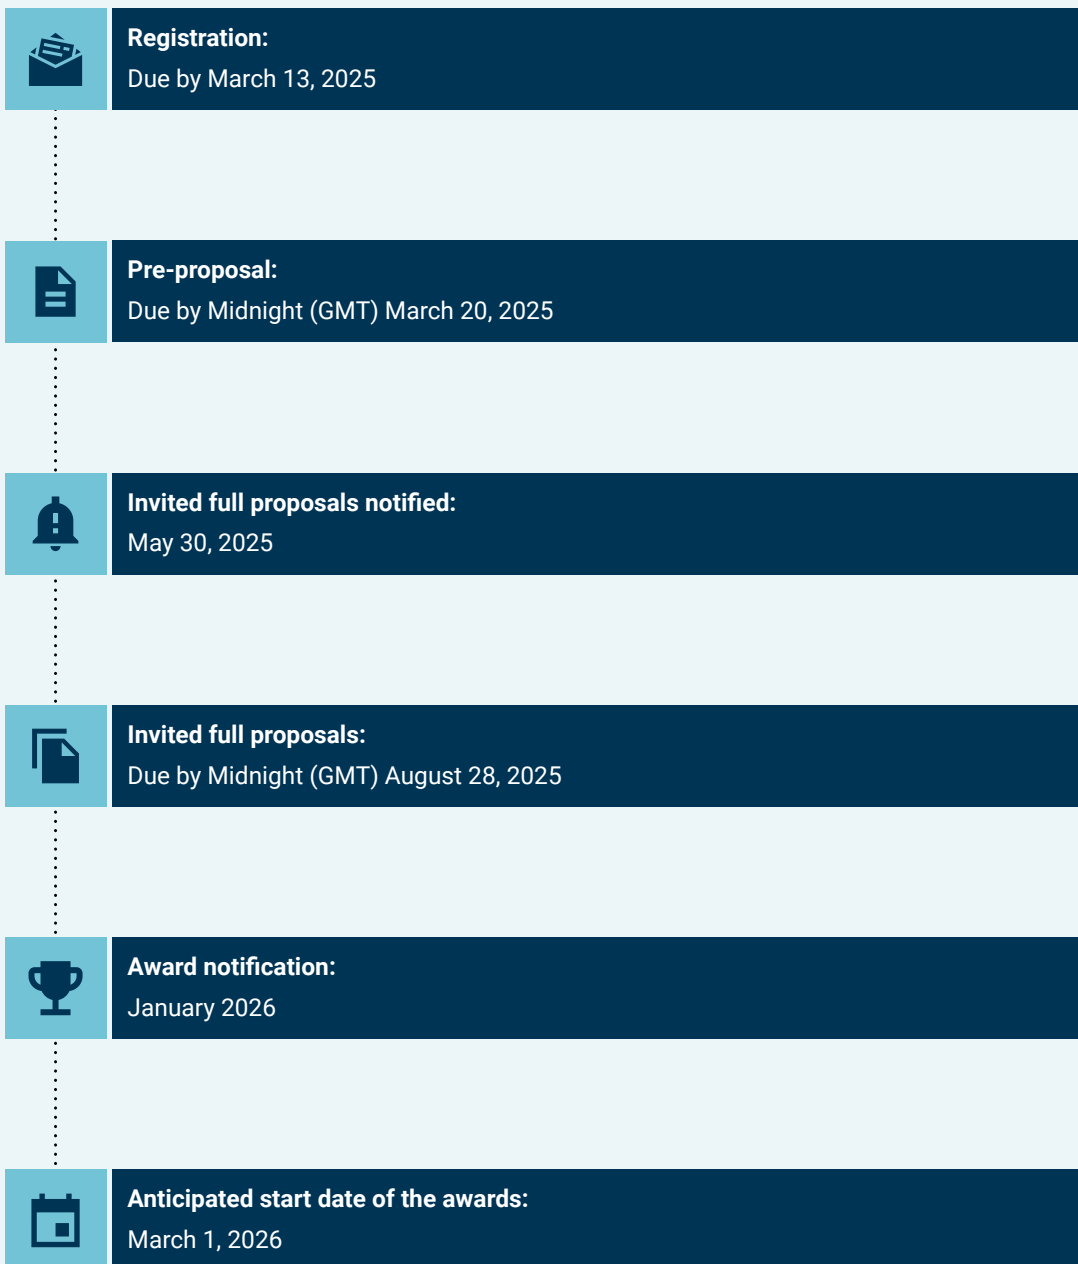 Registration:
Due by March 13, 2025
Pre-proposal:
Due by Midnight (GMT) March 20, 2025
Invited full proposals notified:
May 30, 2025
Invited full proposals:
Due by Midnight (GMT) August 28, 2025
Award notification:
January 2026
Anticipated start date of the awards:
March 1, 2026